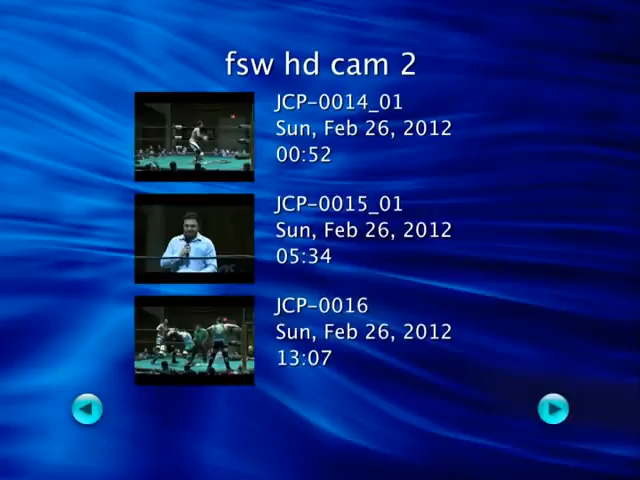 fsw hd cam 2
JCP-0014_01
Sun, Feb 26, 2012
00:52
JCP-0015_01
Sun, Feb 26, 2012
05:34
JCP-0016
Sun, Feb 26, 2012
13:07